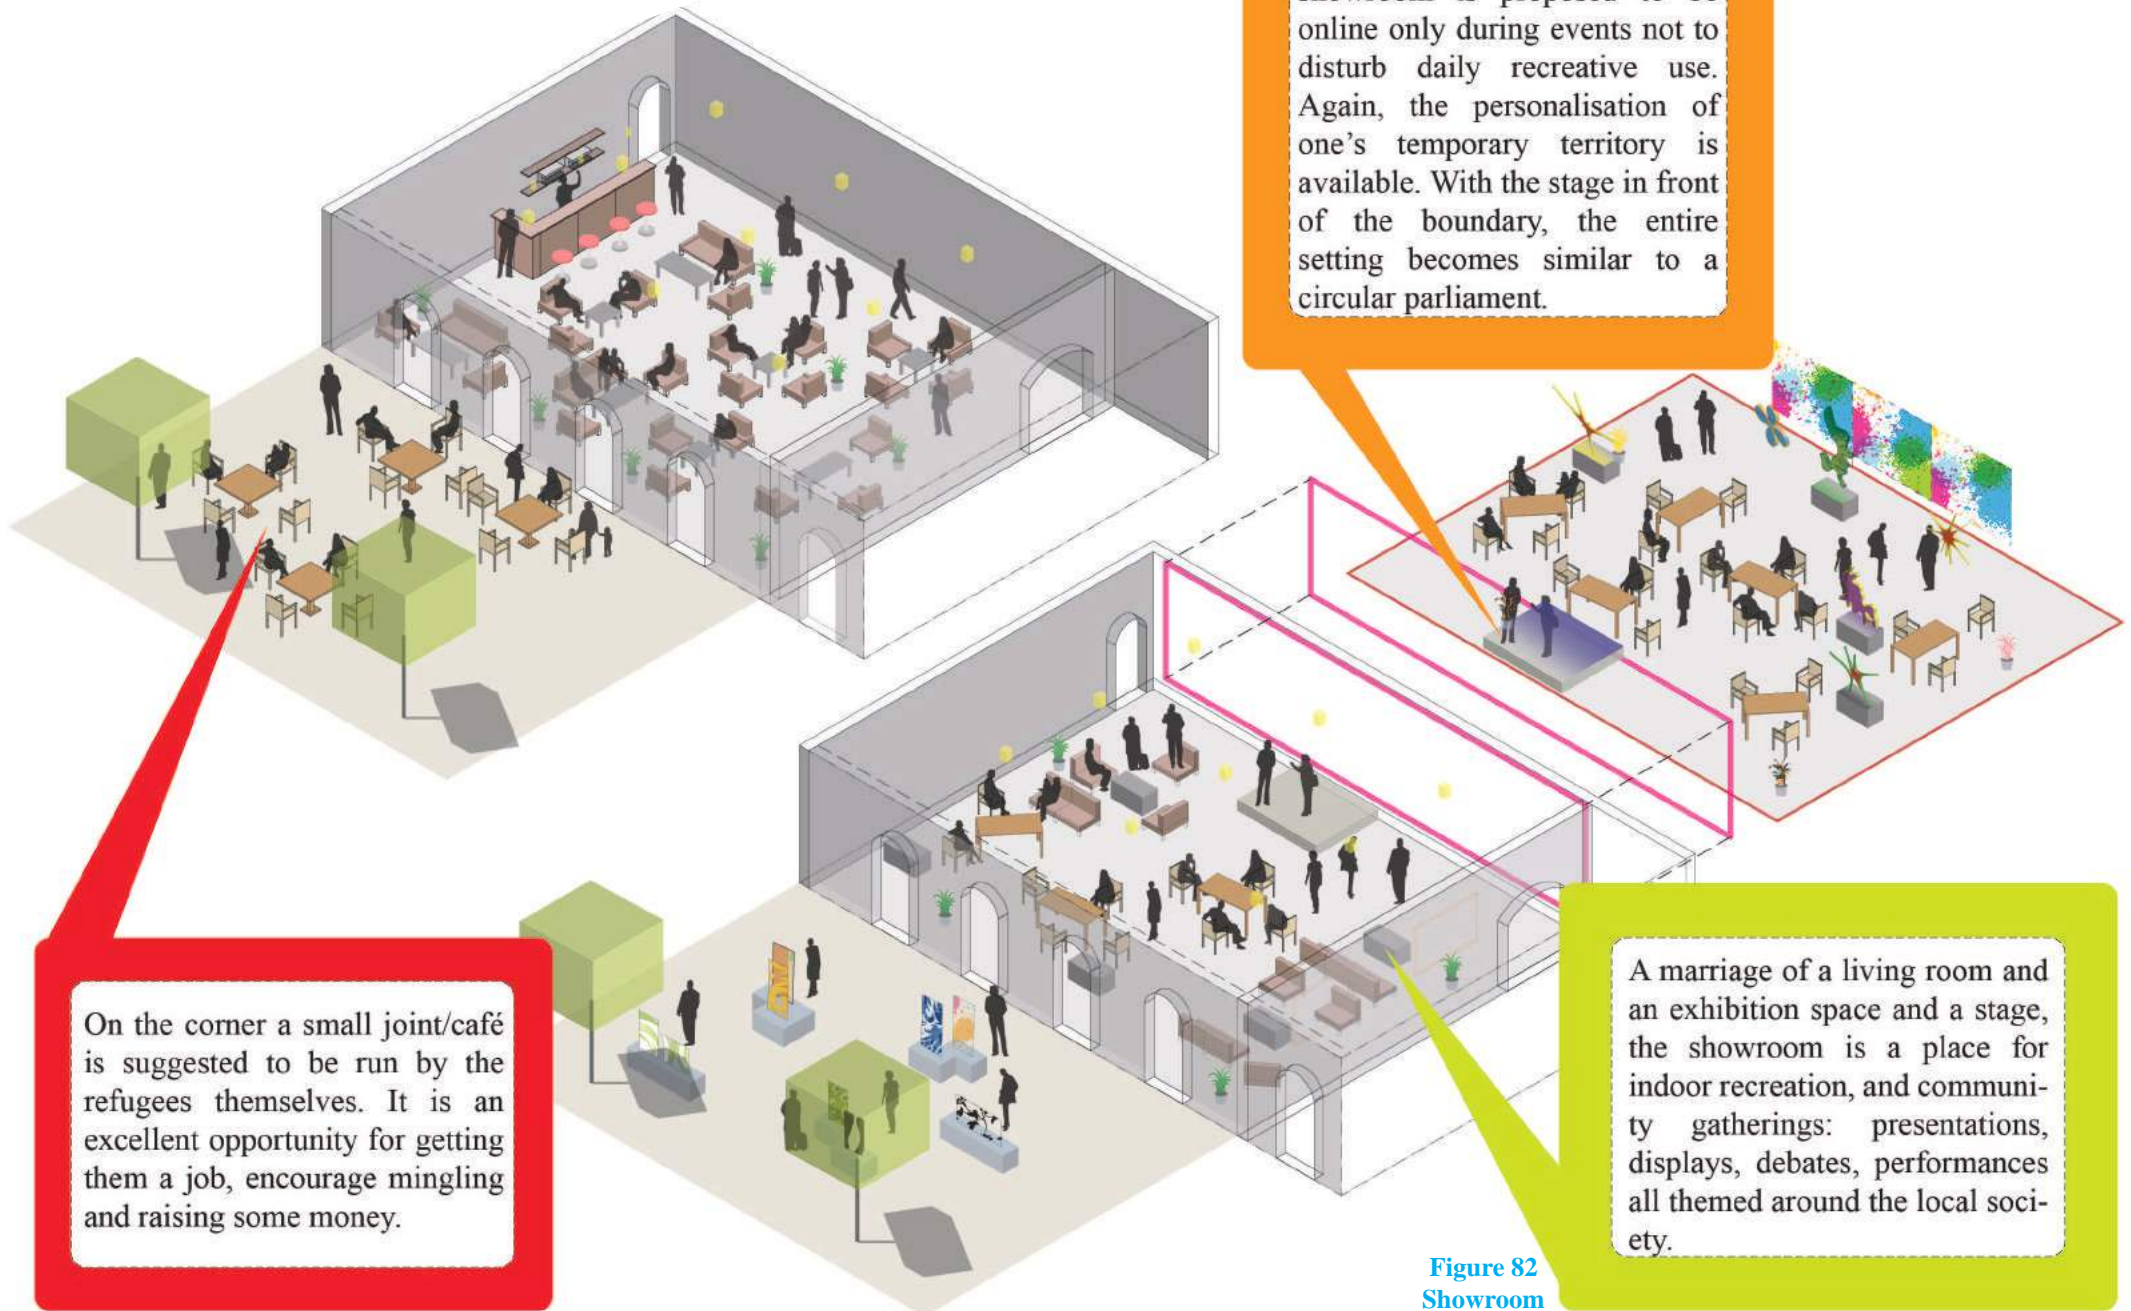 online only during events not to
disturb daily recreative use.
Again, the personalisation of
one's temporary territory is
available. With the stage in front
of the boundary, the entire
setting becomes similar to a
circular parliament.
On the corner a small joint/café
is suggested to be run by the
refugees themselves. It is an
excellent opportunity for getting
them a job, encourage mingling
and raising some money.
A marriage of a living room and
an exhibition space and a stage,
the showroom is a place for
indoor recreation, and communi-
ty gatherings: presentations,
displays, debates, performances
all themed around the local soci-
ety.
Figure 82
Showroom